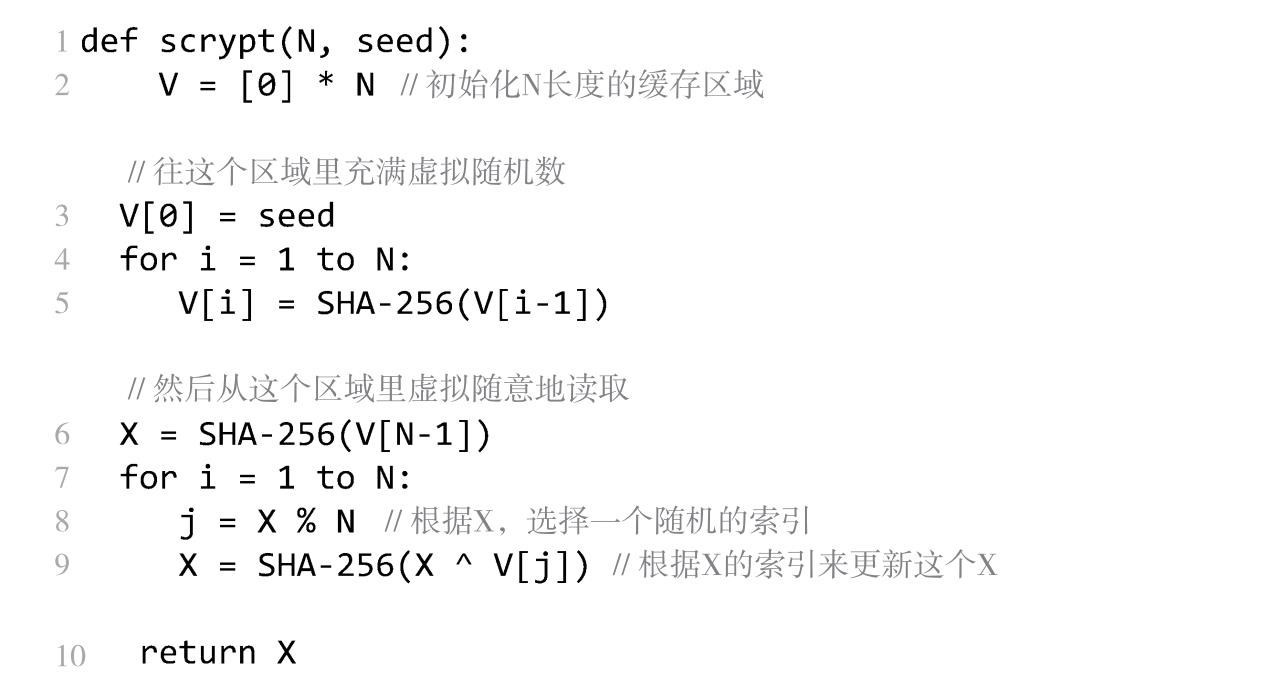 1 def scrypt(N, seed):
2 V = [0] * N // 初始化N长度的缓存区域
// 往这个区域里充满虚拟随机数
3 V[0] = seed
4 for i = 1 to N:
5 V[i] = SHA-256(V[i-1])
// 然后从这个区域里虚拟随意地读取
6 X = SHA-256(V[N-1])
7 for i = 1 to N:
8 j = X % N // 根据X，选择一个随机的索引
9 X = SHA-256(X ^ V[j]) // 根据X的索引来更新这个X
10 return X